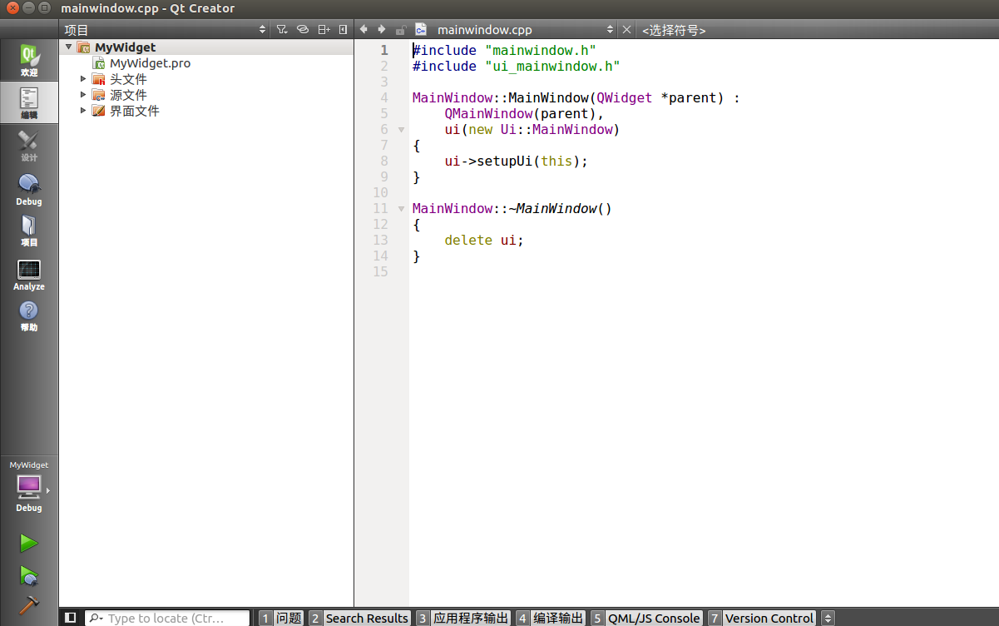 mainwindow.cpp - Qt Creator
项目
mainwindow.cpp
<选择符号>
欢迎
编辑
设计
Debug
项目
Analyze
帮助
MyWidget
Debug
MyWidget
MyWidget.pro
头文件
源文件
界面文件
1 #include "mainwindow.h"
2 #include "ui_mainwindow.h"
3
4 MainWindow::MainWindow(QWidget *parent) :
5     QMainWindow(parent),
6     ui(new Ui::MainWindow)
7 {
8     ui->setupUi(this);
9 }
10
11 MainWindow::~MainWindow()
12 {
13     delete ui;
14 }
15
Type to locate (Ctr...
1 问题
2 Search Results
3 应用程序输出
4 编译输出
5 QML/JS Console
7 Version Control